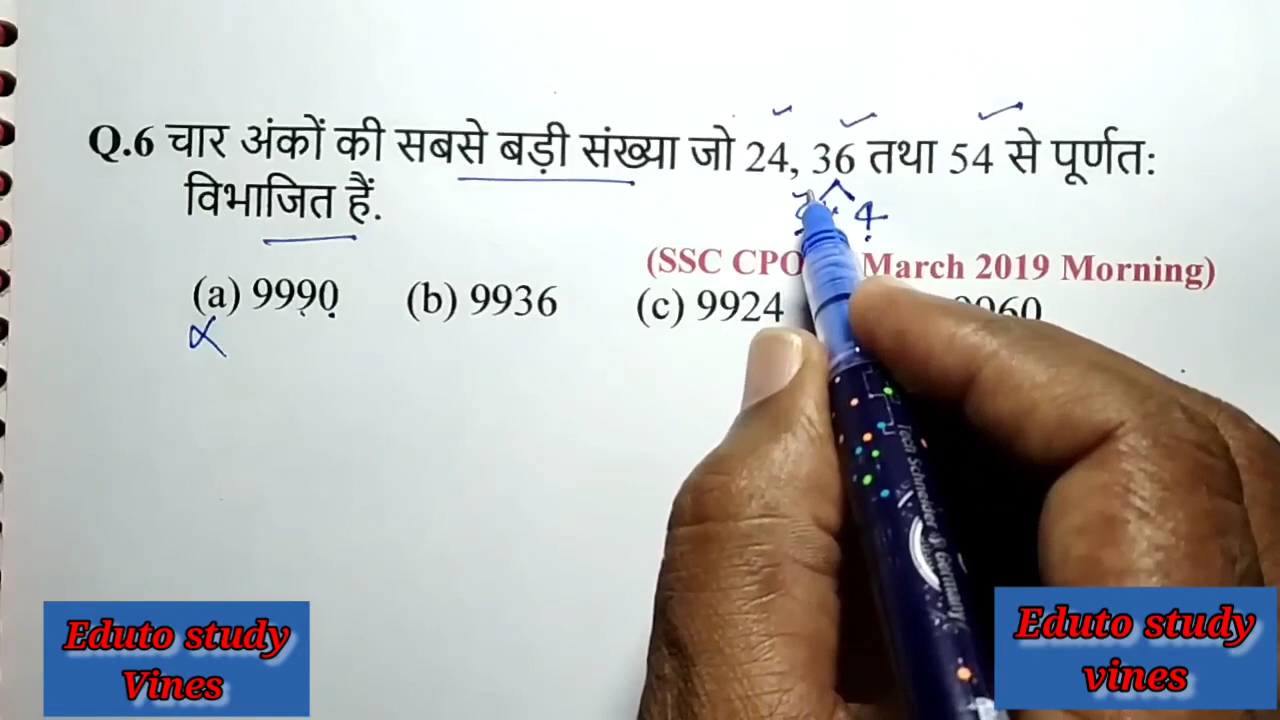 Q.6 चार अंकों की सबसे बड़ी संख्या जो 24, 36 तथा 54 से पूर्णत:
4
विभाजित हैं.
(SSC CPO March 2019 Morning)
(a) 9990 (b) 9936 (c) 9924
Eduto study
Vines
Eduto study
vines